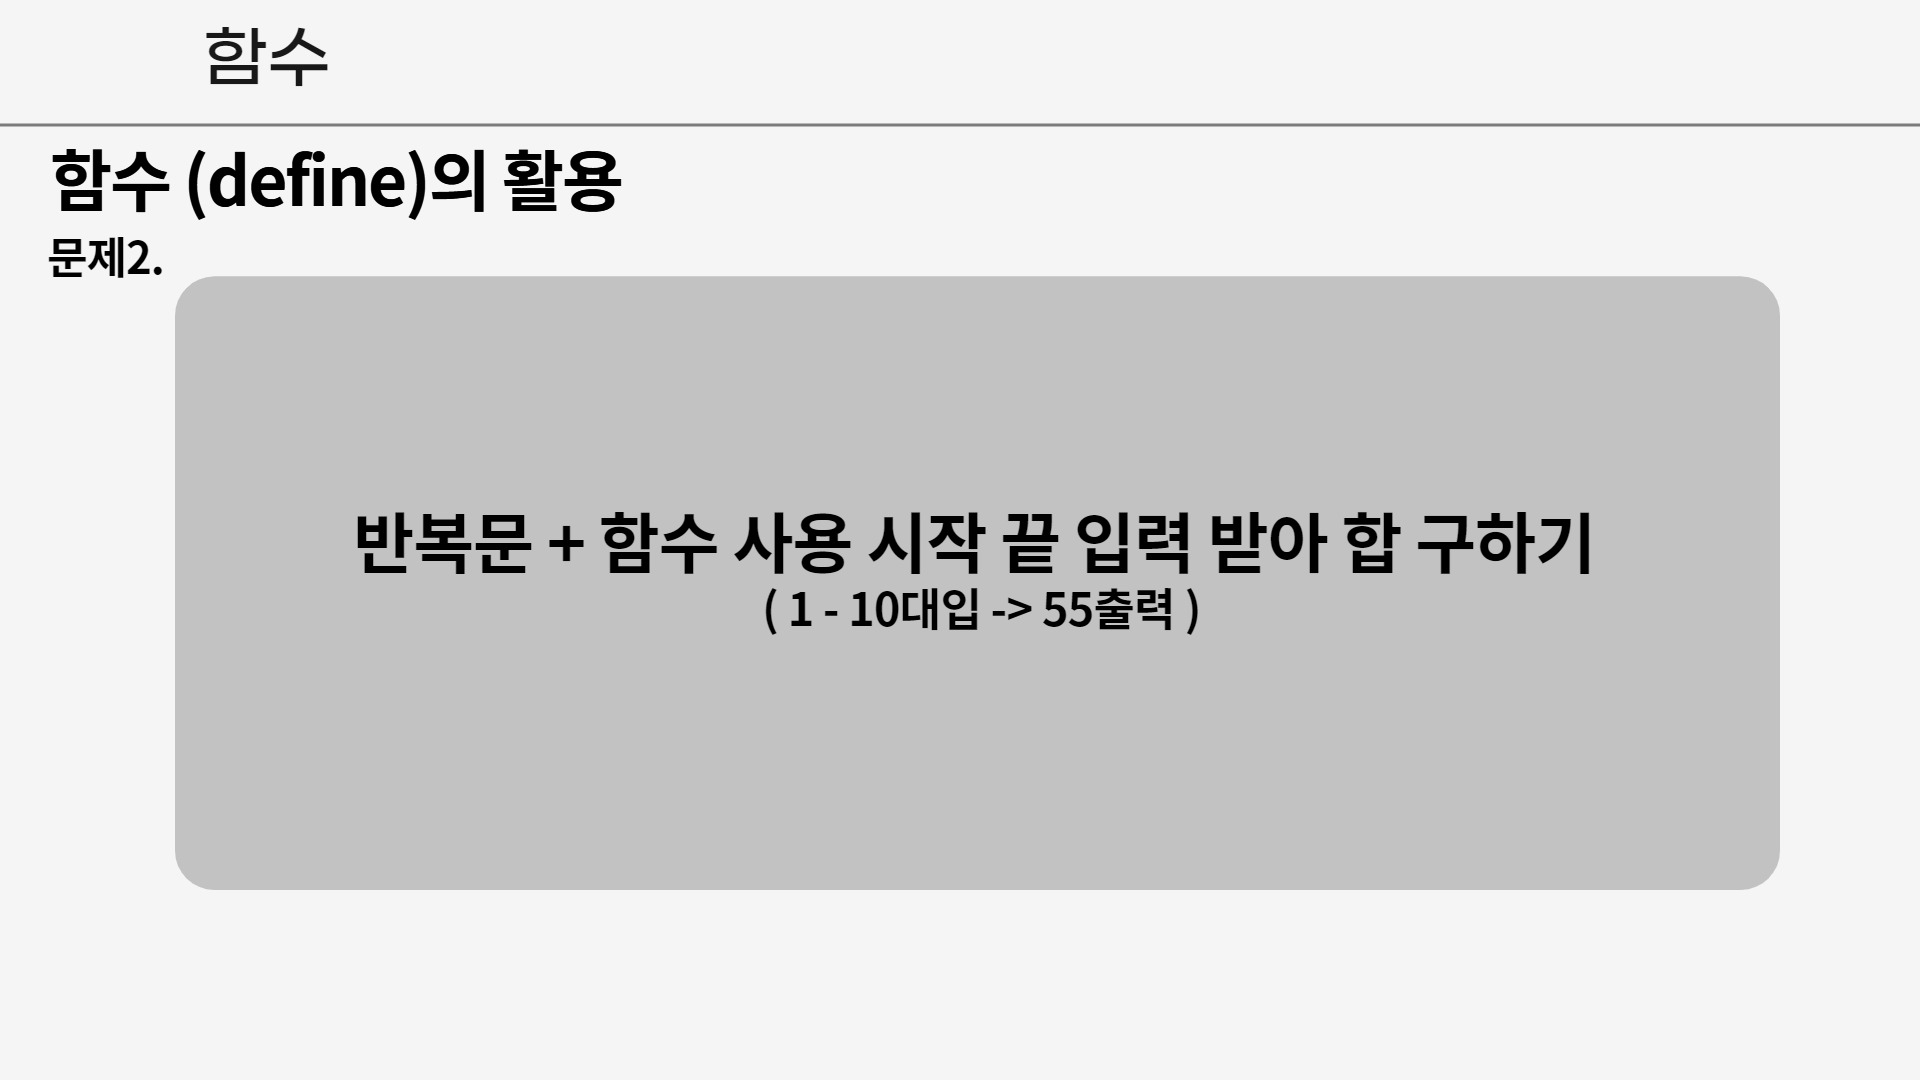 함수
함수 (define)의 활용
문제2.
반복문 + 함수 사용 시작 끝 입력 받아 합 구하기
( 1 - 10대입 -> 55출력 )